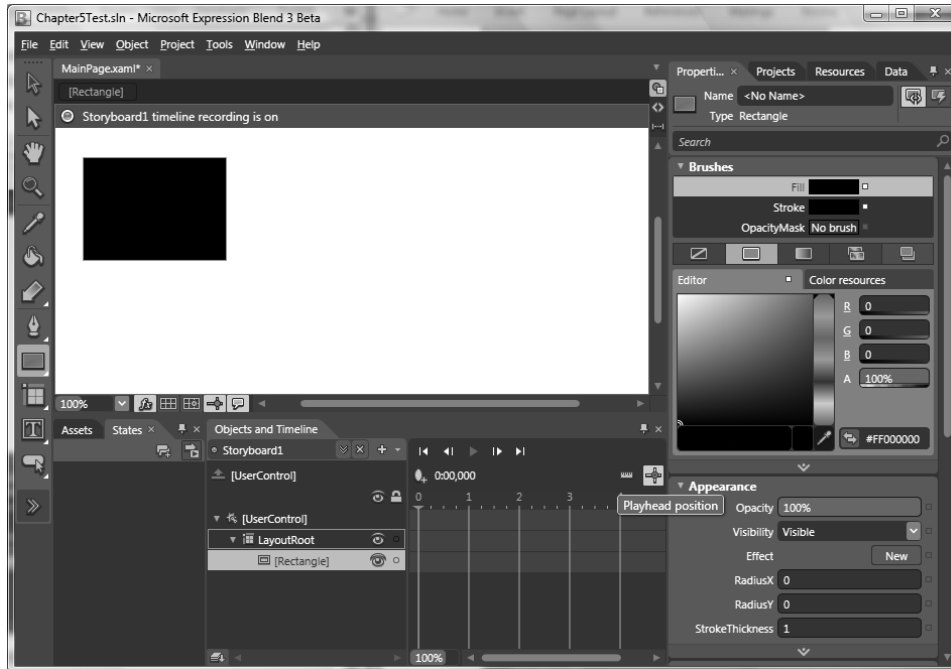 Chapter5Test.sln - Microsoft Expression Blend 3 Beta
File Edit View Object Project Tools Window Help
MainPage.xaml* ×
[Rectangle]
Storyboard1 timeline recording is on
100%
Assets States × Objects and Timeline
Storyboard1
[UserControl]
0:00,000
0 1 2 3
Playhead position
[UserControl]
LayoutRoot
[Rectangle]
100%
Properti... × Projects Resources Data
Name <No Name>
Type Rectangle
Search
Brushes
Fill
Stroke
OpacityMask No brush
Editor Color resources
R 0
G 0
B 0
A 100%
#FF000000
Appearance
Opacity 100%
Visibility Visible
Effect New
RadiusX 0
RadiusY 0
StrokeThickness 1